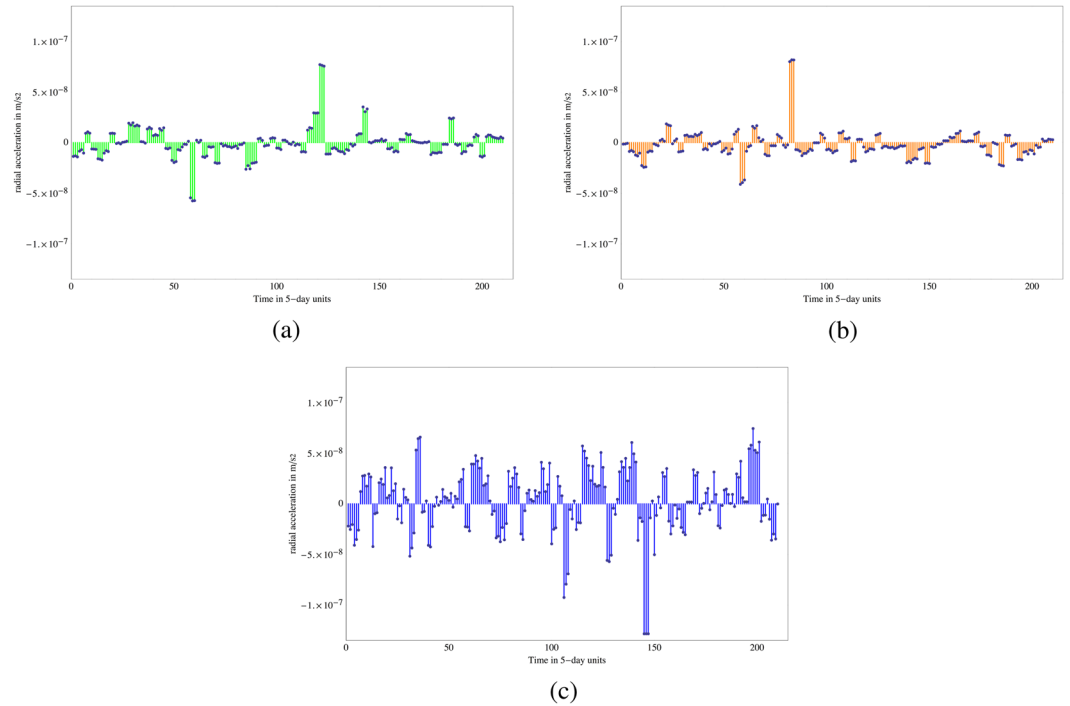 1.×10⁻⁷
5.×10⁻⁸
0
−5.×10⁻⁸
−1.×10⁻⁷
radial acceleration in m/s2
0 50 100 150 200
Time in 5−day units
(a)
1.×10⁻⁷
5.×10⁻⁸
0
−5.×10⁻⁸
−1.×10⁻⁷
radial acceleration in m/s2
0 50 100 150 200
Time in 5−day units
(b)
1.×10⁻⁷
5.×10⁻⁸
0
−5.×10⁻⁸
−1.×10⁻⁷
radial acceleration in m/s2
0 50 100 150 200
Time in 5−day units
(c)